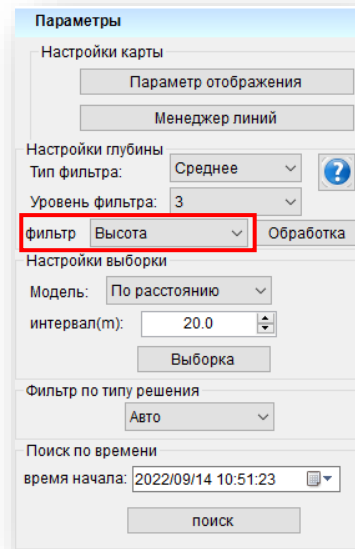 Параметры
Настройки карты
Параметр отображения
Менеджер линий
Настройки глубины
Тип фильтра: Среднее
Уровень фильтра: 3
фильтр Высота Обработка
Настройки выборки
Модель: По расстоянию
интервал(m): 20.0
Выборка
Фильтр по типу решения
Авто
Поиск по времени
время начала: 2022/09/14 10:51:23
поиск